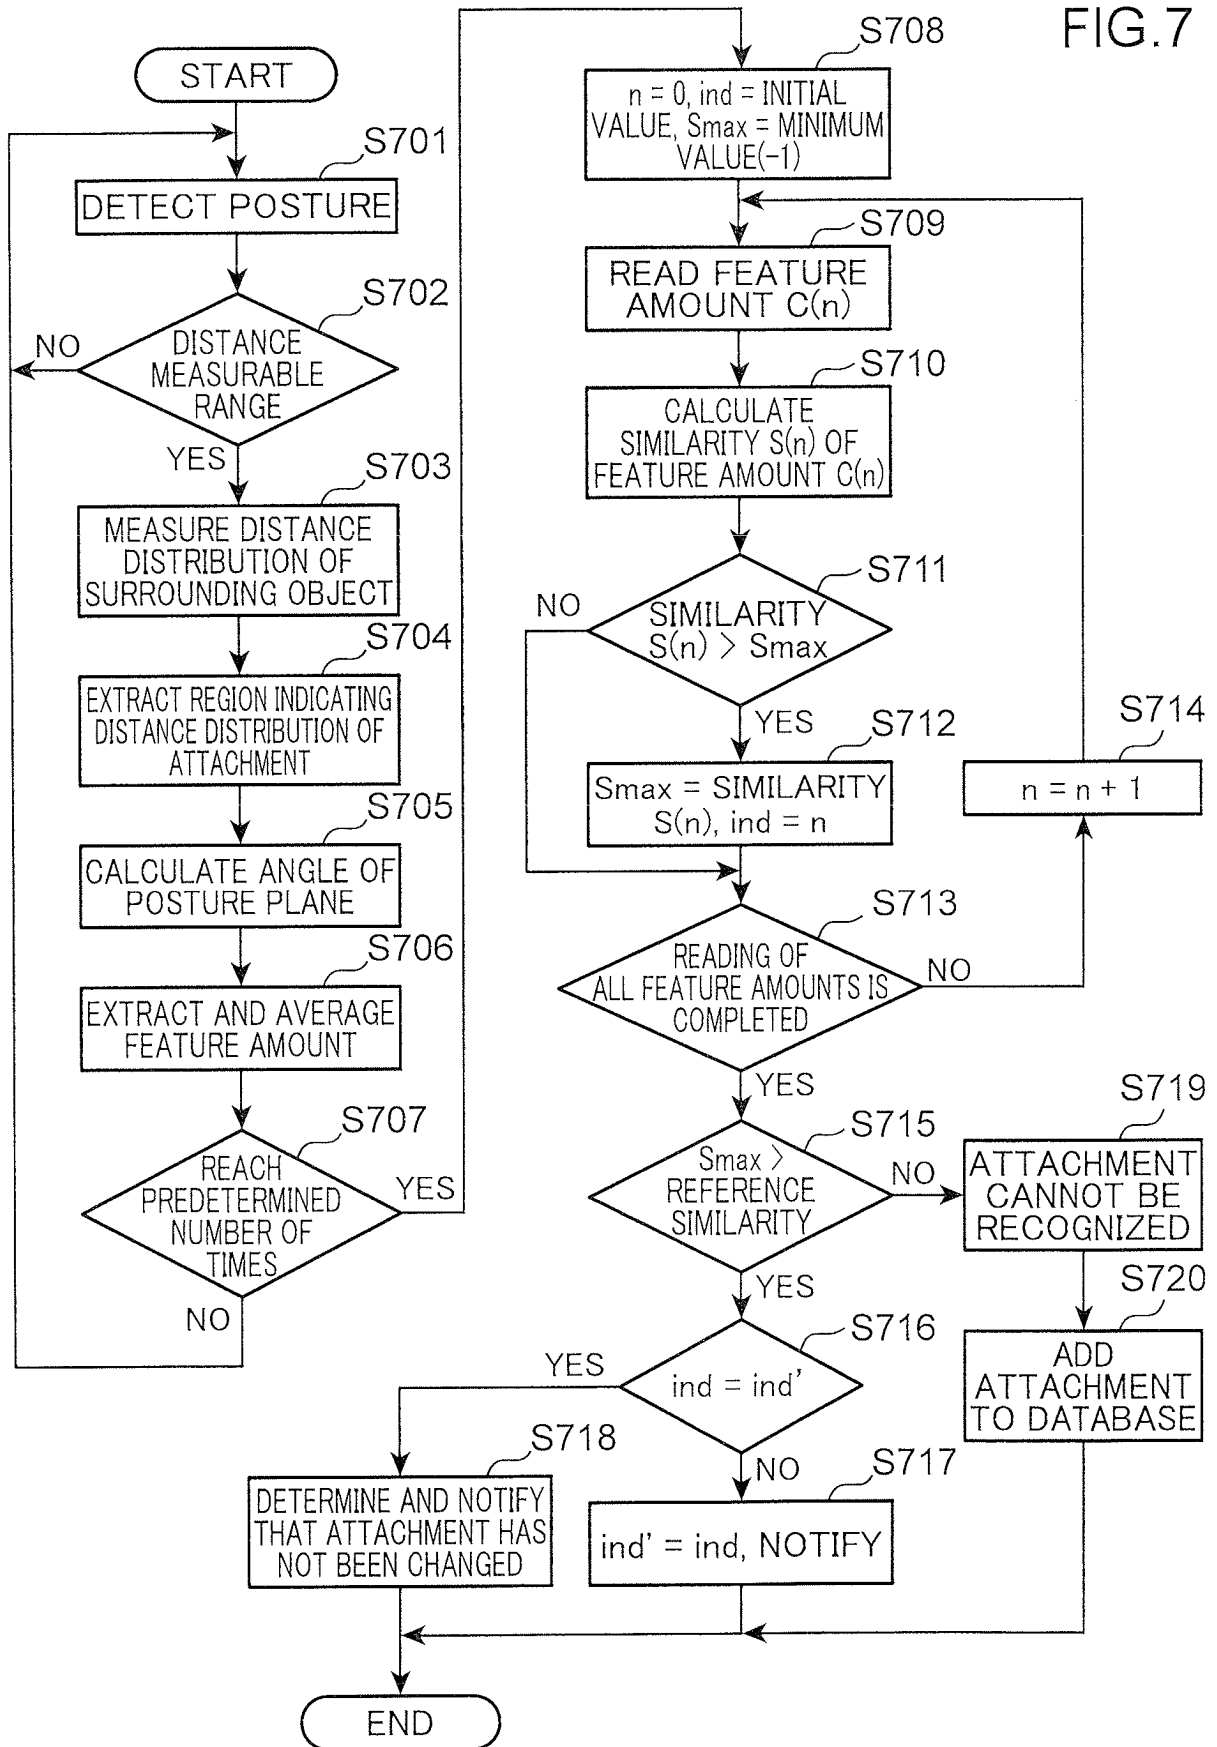 FIG.7
START
S701
DETECT POSTURE
S702
DISTANCE
MEASURABLE
RANGE
NO
YES
S703
MEASURE DISTANCE
DISTRIBUTION OF
SURROUNDING OBJECT
S704
EXTRACT REGION INDICATING
DISTANCE DISTRIBUTION OF
ATTACHMENT
S705
CALCULATE ANGLE OF
POSTURE PLANE
S706
EXTRACT AND AVERAGE
FEATURE AMOUNT
S707
REACH
PREDETERMINED
NUMBER OF
TIMES
YES
NO
S708
n = 0, ind = INITIAL
VALUE, Smax = MINIMUM
VALUE(-1)
S709
READ FEATURE
AMOUNT C(n)
S710
CALCULATE
SIMILARITY S(n) OF
FEATURE AMOUNT C(n)
S711
NO
SIMILARITY
S(n) > Smax
YES
S712
Smax = SIMILARITY
S(n), ind = n
S714
n = n + 1
S713
READING OF
ALL FEATURE AMOUNTS IS
COMPLETED
NO
YES
S715
Smax >
REFERENCE
SIMILARITY
NO
YES
S719
ATTACHMENT
CANNOT BE
RECOGNIZED
S720
ADD
ATTACHMENT
TO DATABASE
S716
ind = ind'
YES
NO
S718
DETERMINE AND NOTIFY
THAT ATTACHMENT HAS
NOT BEEN CHANGED
S717
ind' = ind, NOTIFY
END